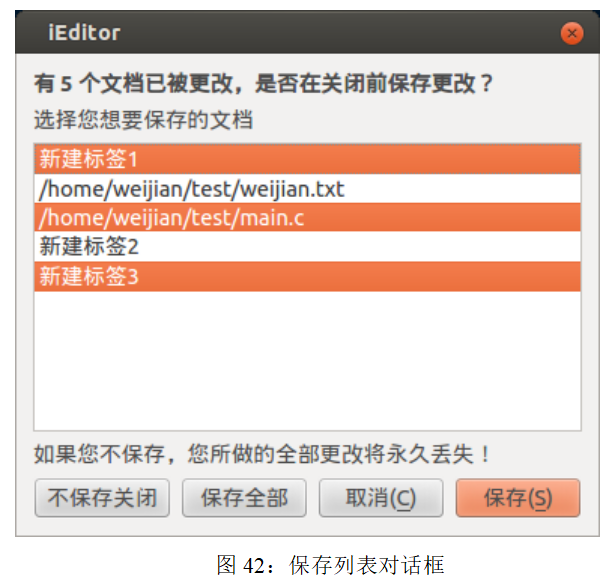 iEditor
有 5 个文档已被更改，是否在关闭前保存更改？
选择您想要保存的文档
新建标签1
/home/weijian/test/weijian.txt
/home/weijian/test/main.c
新建标签2
新建标签3
如果您不保存，您所做的全部更改将永久丢失！
不保存关闭 保存全部 取消(C) 保存(S)
图 42：保存列表对话框